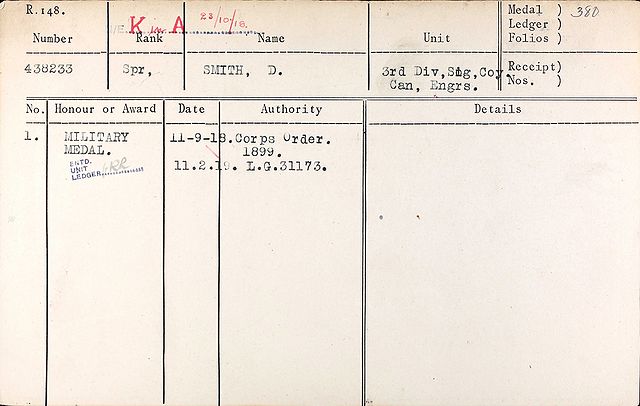 R.148.
K in A 23/10/18.
Medal ) 380
Ledger )
Folios )
Number Rank Name Unit
438233 Spr, SMITH, D. 3rd Div,Sig,Coy.
Can, Engrs.
Receipt)
Nos. )
No. Honour or Award Date Authority Details
1. MILITARY 11-9-18. Corps Order.
MEDAL. 1899.
ENTD.
UNIT
LEDGER
11.2.19. L.G.31173.